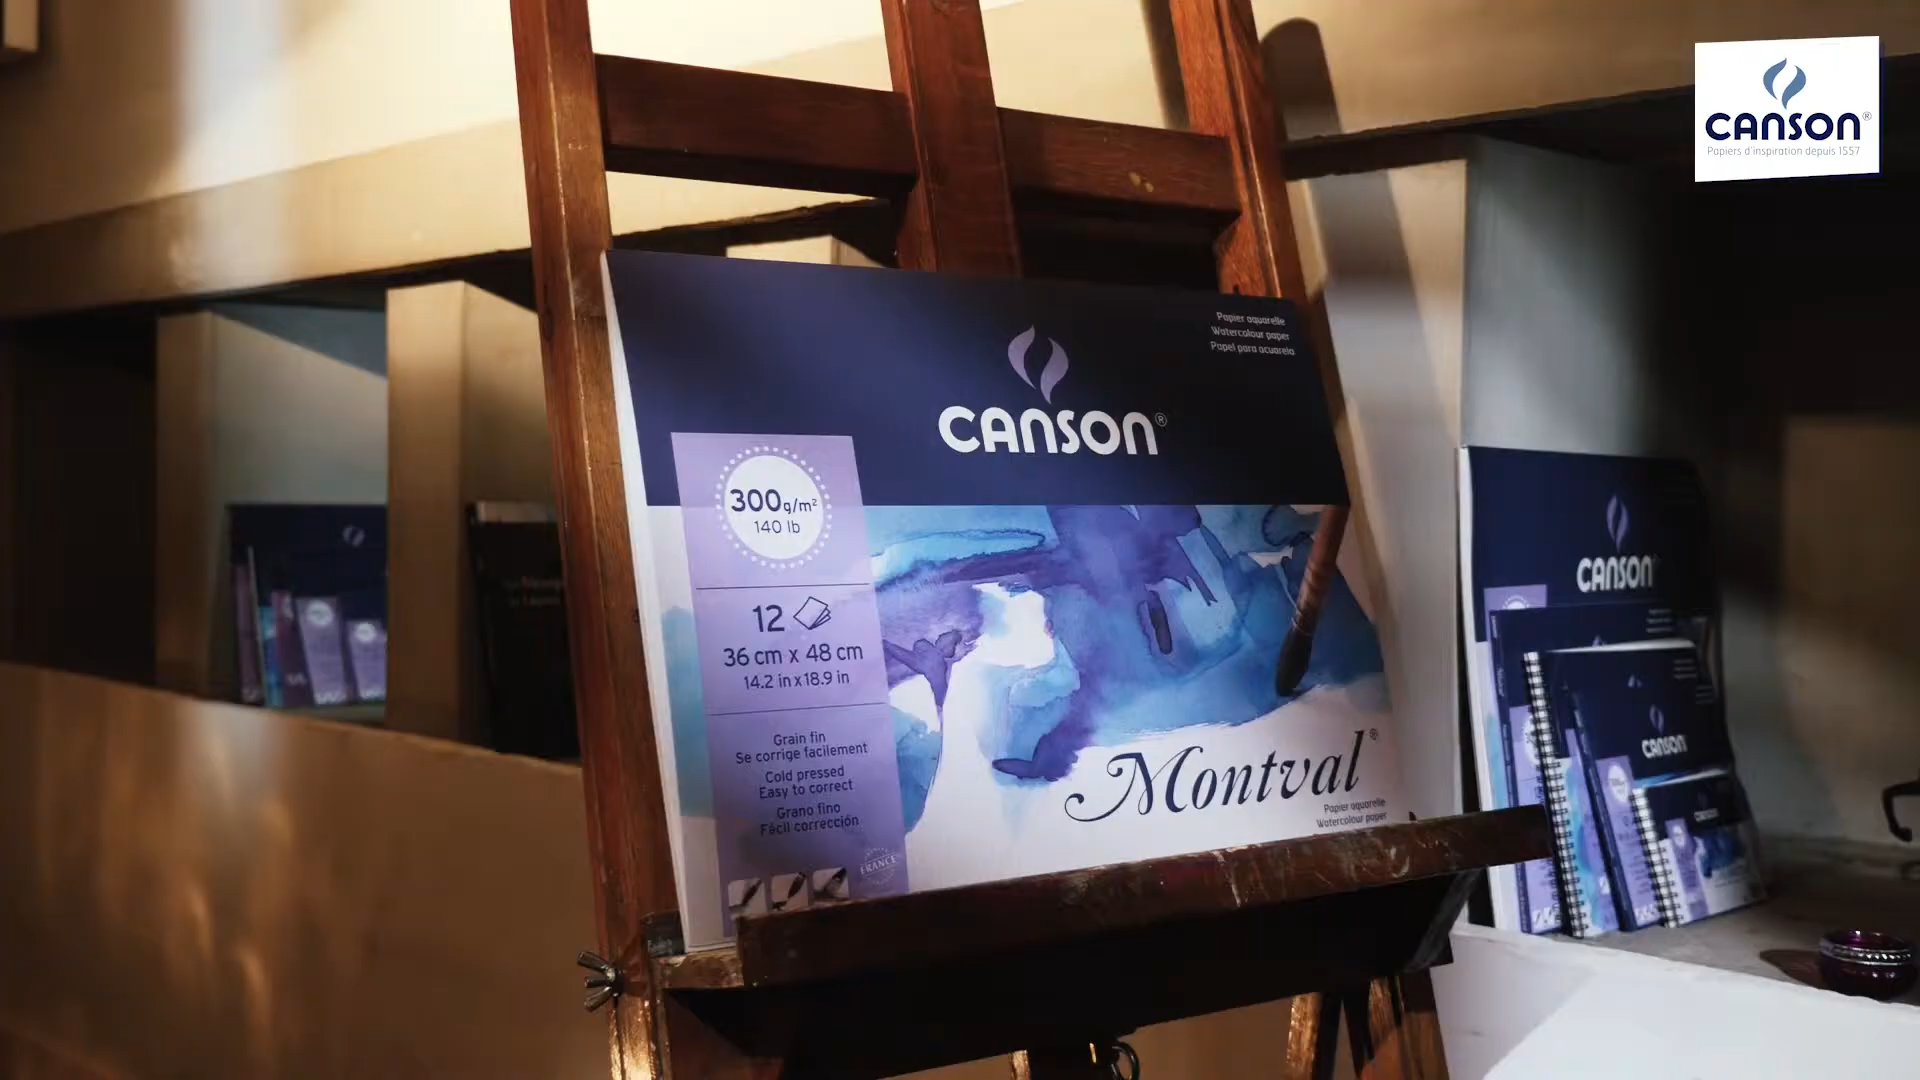 CANSON®
Papiers d'inspiration depuis 1557
Papier aquarelle
Watercolour paper
Papel para acuarela
CANSON®
300g/m²
140 lb
12
36 cm x 48 cm
14.2 in x 18.9 in
Grain fin
Se corrige facilement
Cold pressed
Easy to correct
Grano fino
Fácil corrección
FRANCE
Montval®
Papier aquarelle
Watercolour paper
CANSON
CANSON
CANSON